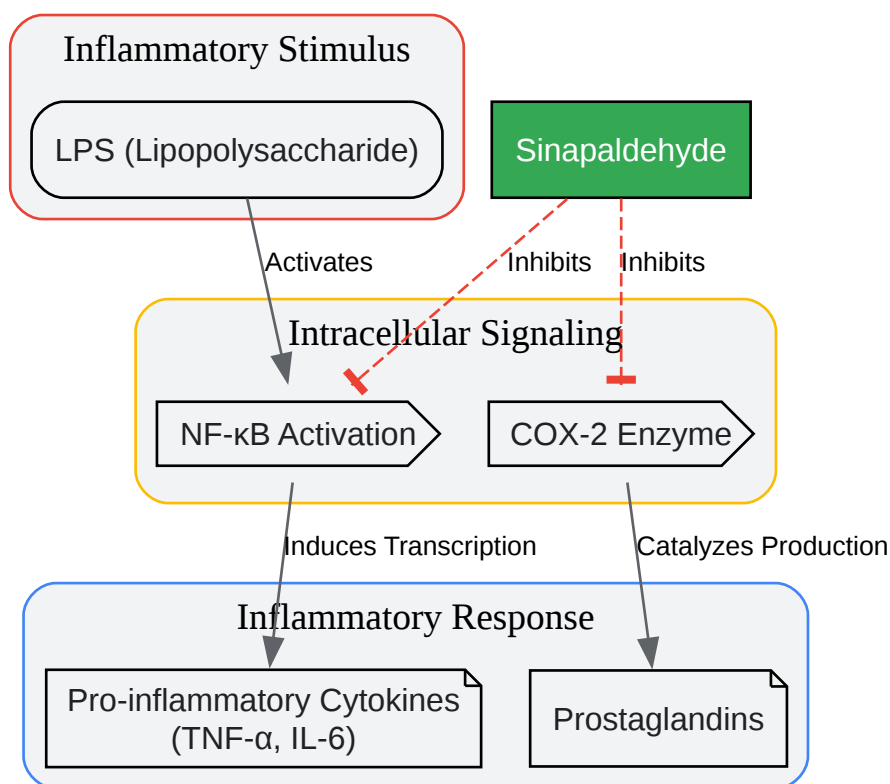 Inflammatory Stimulus
LPS (Lipopolysaccharide)
Sinapaldehyde
Activates
Inhibits
Inhibits
Intracellular Signaling
NF-κB Activation
COX-2 Enzyme
Induces Transcription
Catalyzes Production
Inflammatory Response
Pro-inflammatory Cytokines
(TNF-α, IL-6)
Prostaglandins